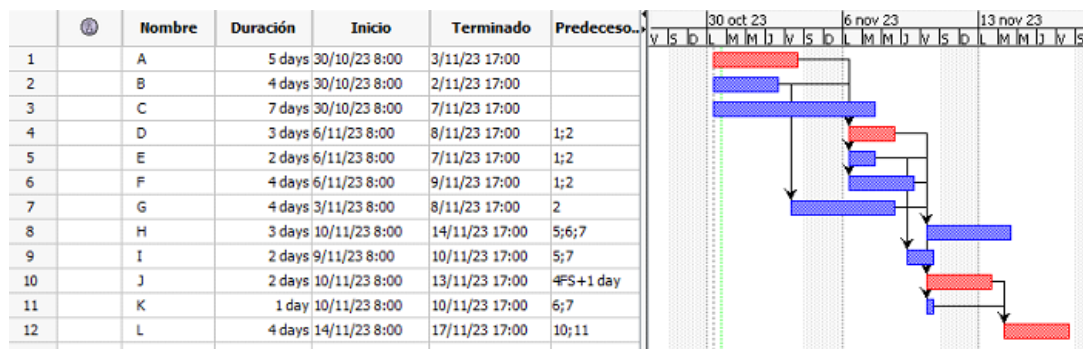 Nombre Duración Inicio Terminado Predeceso...
30 oct 23 6 nov 23 13 nov 23
V S D L M M J V S D L M M J V S D L M M J V S
1 A 5 days 30/10/23 8:00 3/11/23 17:00
2 B 4 days 30/10/23 8:00 2/11/23 17:00
3 C 7 days 30/10/23 8:00 7/11/23 17:00
4 D 3 days 6/11/23 8:00 8/11/23 17:00 1;2
5 E 2 days 6/11/23 8:00 7/11/23 17:00 1;2
6 F 4 days 6/11/23 8:00 9/11/23 17:00 1;2
7 G 4 days 3/11/23 8:00 8/11/23 17:00 2
8 H 3 days 10/11/23 8:00 14/11/23 17:00 5;6;7
9 I 2 days 9/11/23 8:00 10/11/23 17:00 5;7
10 J 2 days 10/11/23 8:00 13/11/23 17:00 4FS+1 day
11 K 1 day 10/11/23 8:00 10/11/23 17:00 6;7
12 L 4 days 14/11/23 8:00 17/11/23 17:00 10;11